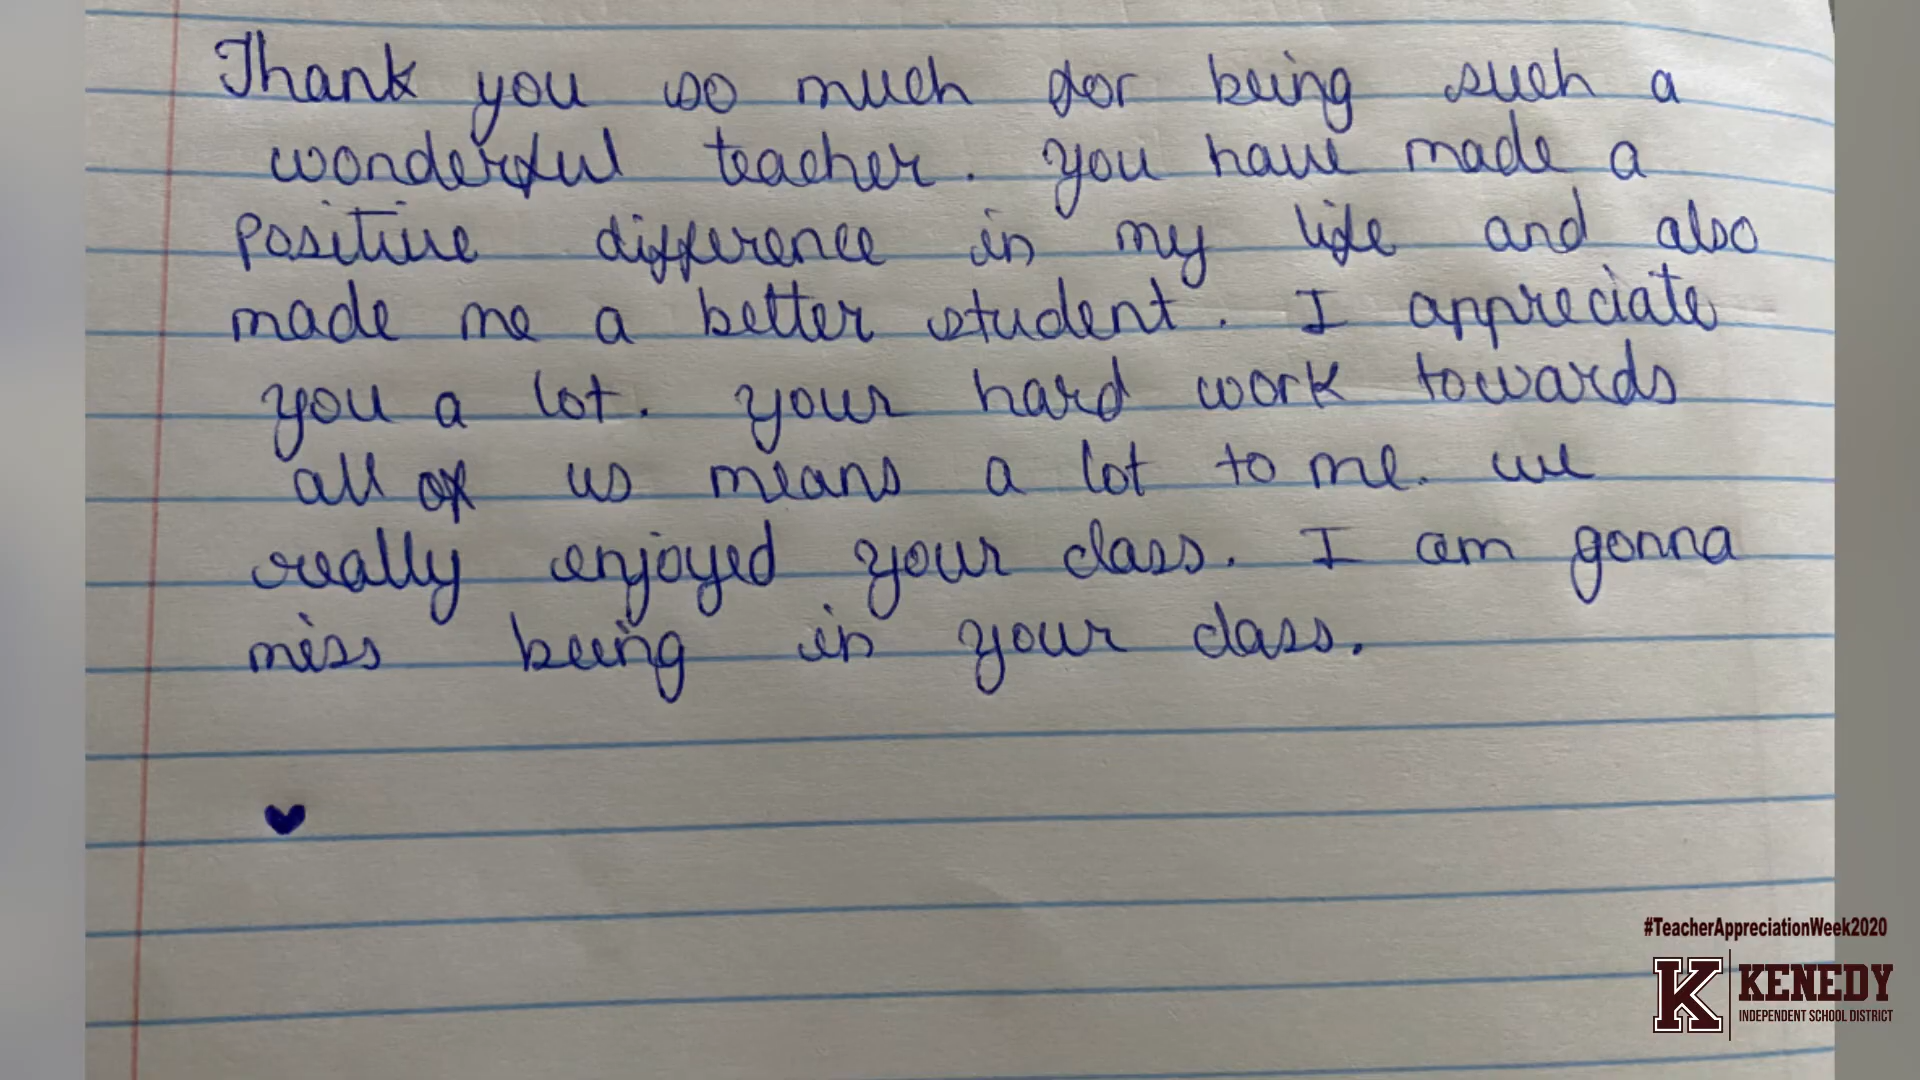 Thank you so much for being such a
wonderful teacher. You have made a
positive difference in my life and also
made me a better student. I appreciate
you a lot. your hard work towards
all of us means a lot to me. we
really enjoyed your class. I am gonna
miss being in your class.
#TeacherAppreciationWeek2020
K KENEDY
INDEPENDENT SCHOOL DISTRICT